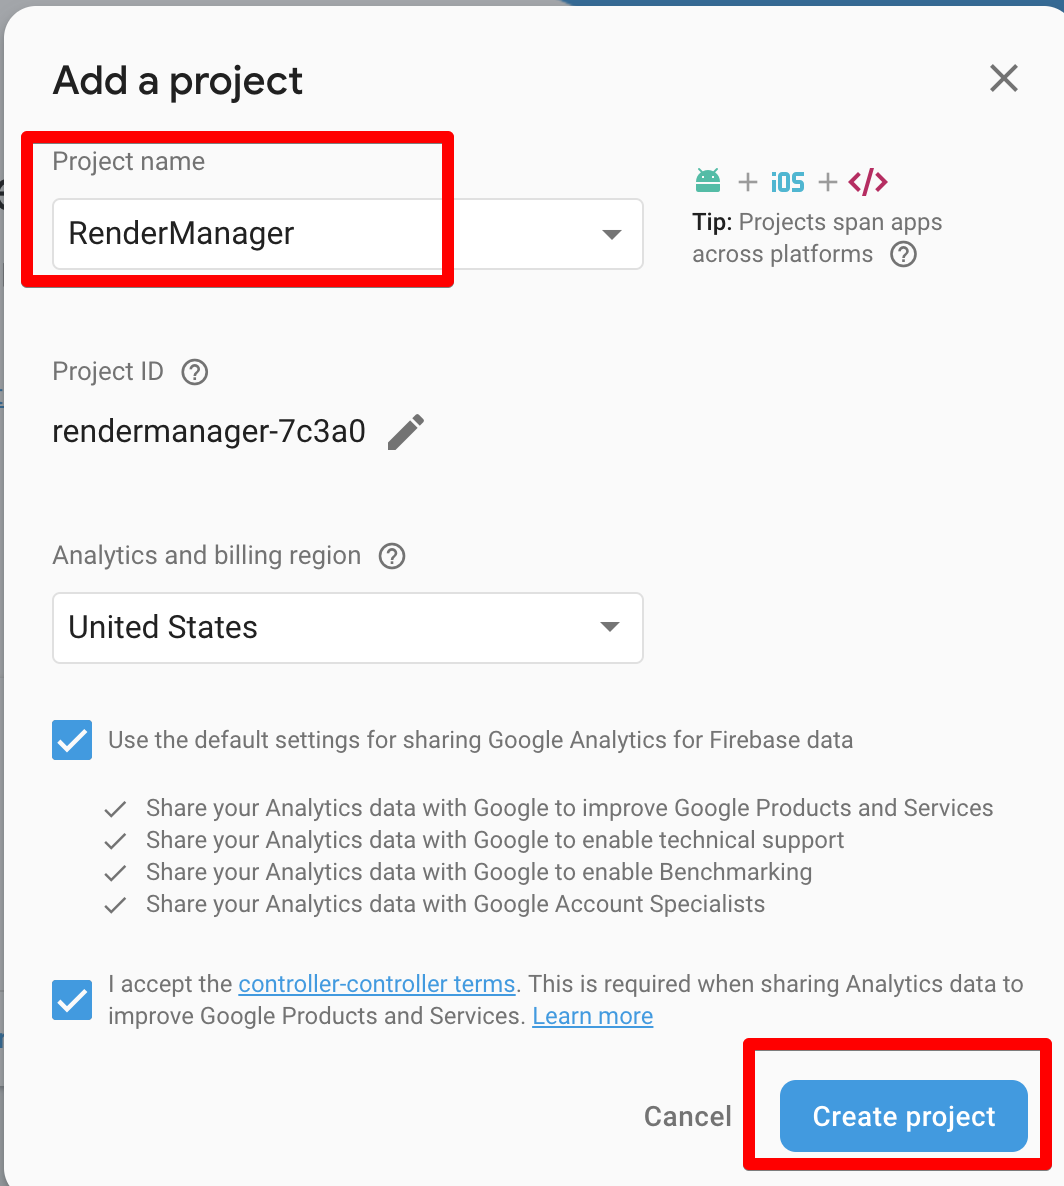 Add a project
Project name
RenderManager
+ iOS + </>
Tip: Projects span apps
across platforms ?
Project ID ?
rendermanager-7c3a0
Analytics and billing region ?
United States
Use the default settings for sharing Google Analytics for Firebase data
Share your Analytics data with Google to improve Google Products and Services
Share your Analytics data with Google to enable technical support
Share your Analytics data with Google to enable Benchmarking
Share your Analytics data with Google Account Specialists
I accept the controller-controller terms. This is required when sharing Analytics data to
improve Google Products and Services. Learn more
Cancel
Create project